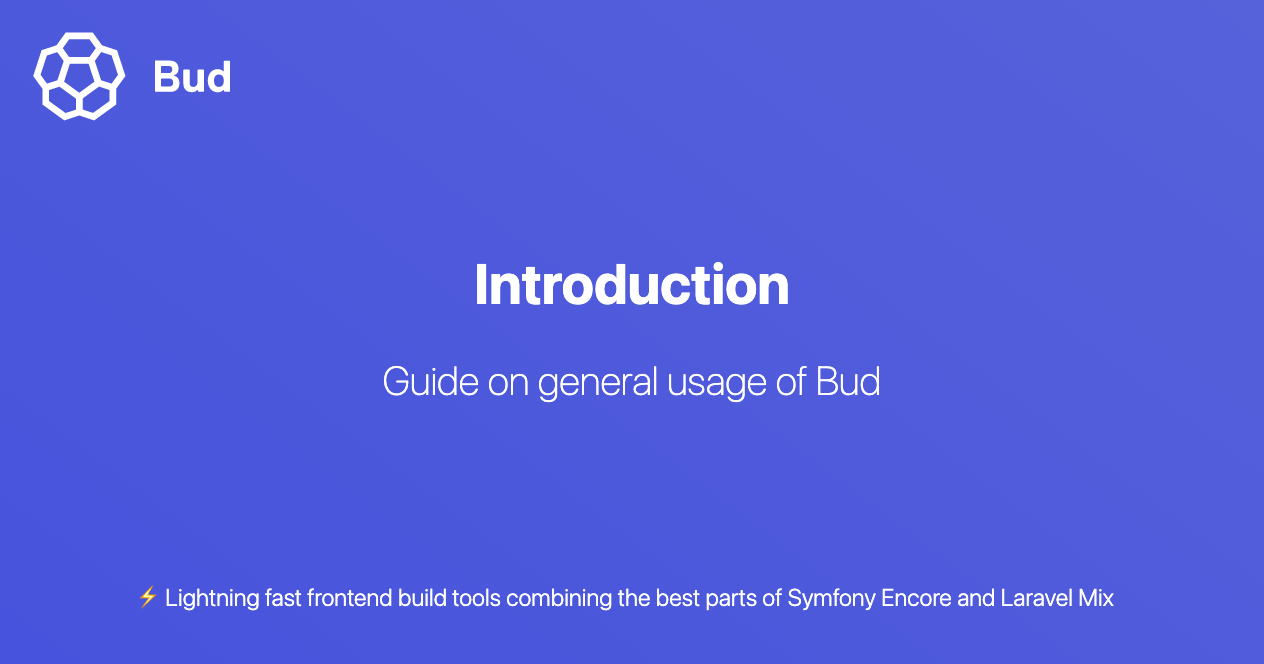 Bud
Introduction
Guide on general usage of Bud
⚡ Lightning fast frontend build tools combining the best parts of Symfony Encore and Laravel Mix